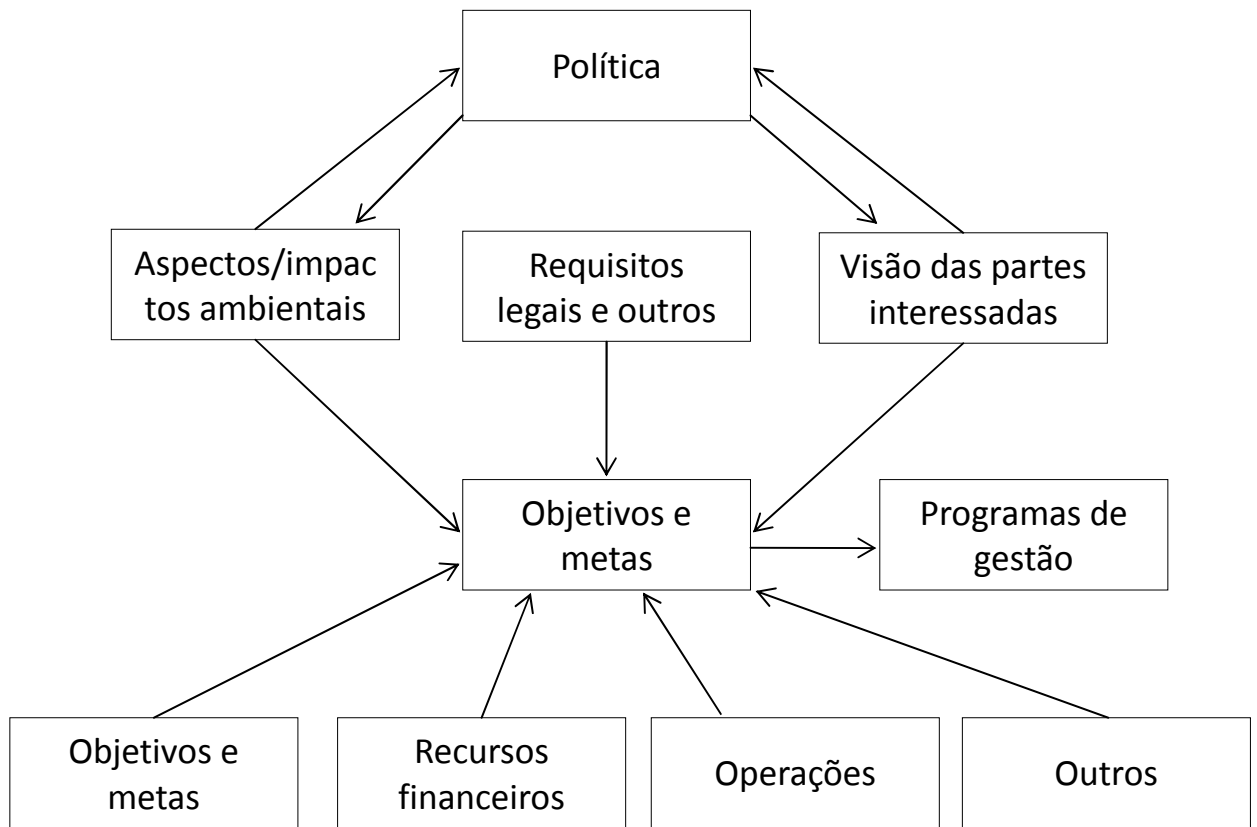 Política
Aspectos/impac
tos ambientais
Requisitos
legais e outros
Visão das partes
interessadas
Objetivos e
metas
Programas de
gestão
Objetivos e
metas
Recursos
financeiros
Operações
Outros